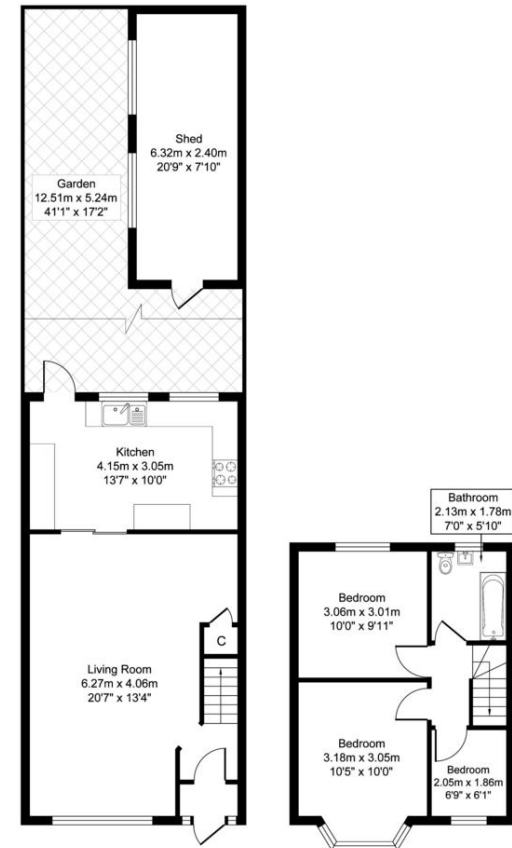 Shed
6.32m x 2.40m
20'9" x 7'10"
Garden
12.51m x 5.24m
41'1" x 17'2"
Kitchen
4.15m x 3.05m
13'7" x 10'0"
C
Living Room
6.27m x 4.06m
20'7" x 13'4"
Bathroom
2.13m x 1.78m
7'0" x 5'10"
Bedroom
3.06m x 3.01m
10'0" x 9'11"
Bedroom
3.18m x 3.05m
10'5" x 10'0"
Bedroom
2.05m x 1.86m
6'9" x 6'1"